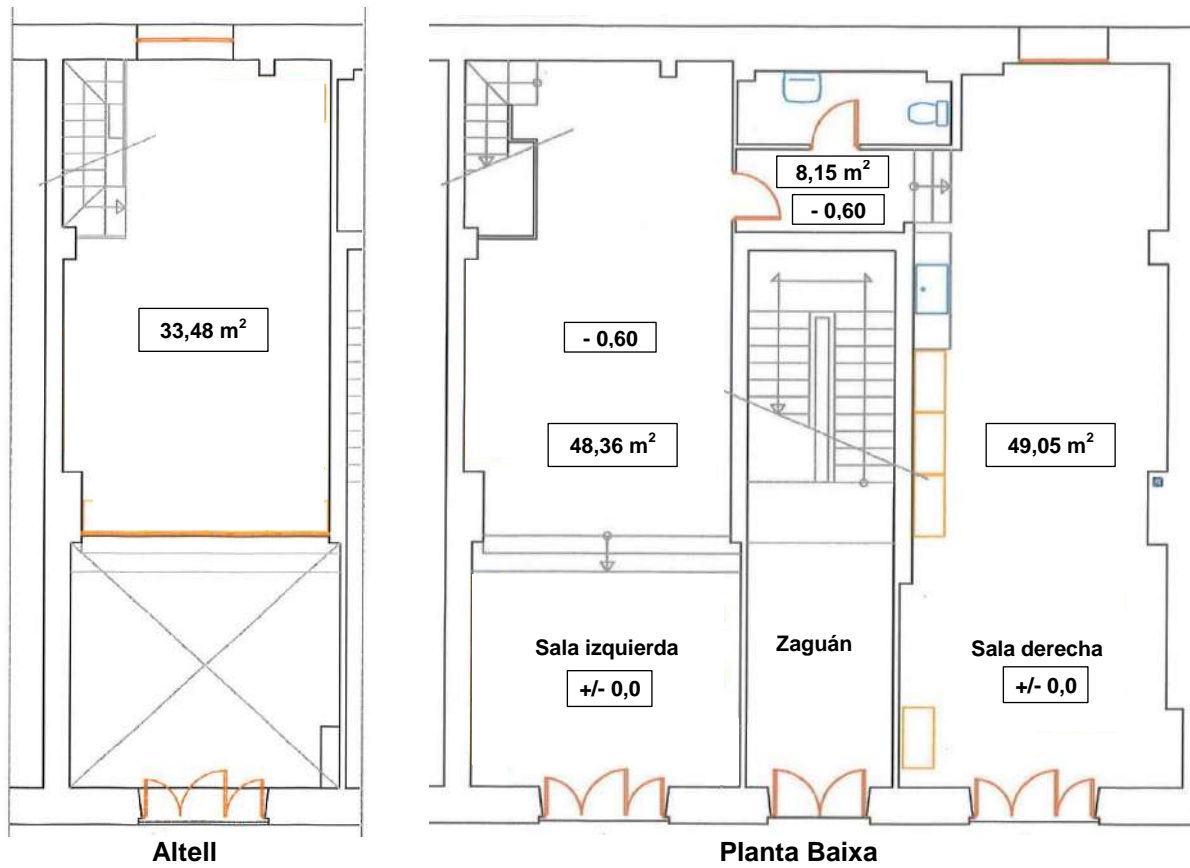 33,48 m²
Altell
8,15 m²
- 0,60
- 0,60
48,36 m²
49,05 m²
Sala izquierda
+/- 0,0
Zaguán
Sala derecha
+/- 0,0
Planta Baixa